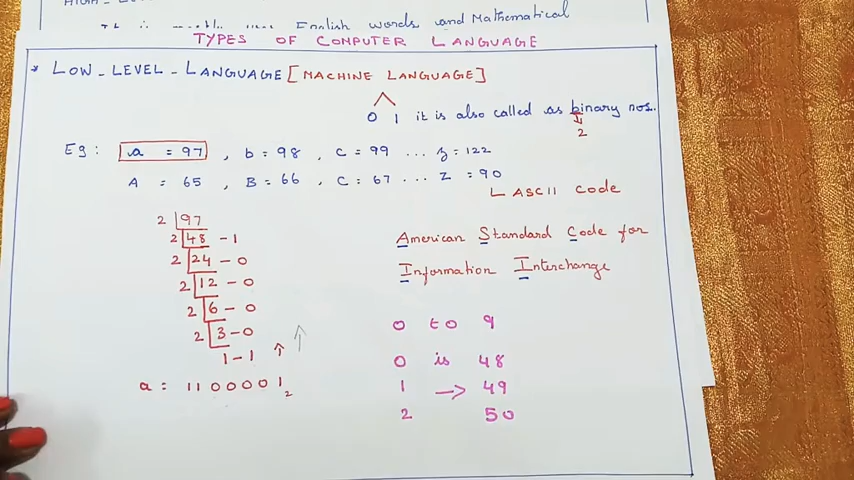 English words and Mathematical
TYPES OF COMPUTER LANGUAGE
* LOW-LEVEL-LANGUAGE [MACHINE LANGUAGE]
0 1 it is also called as binary nos.
2
Eg: a = 97, b = 98, c = 99 ... z = 122
A = 65, B = 66, C = 67 ... Z = 90
ASCII code
2 97
2 48 - 1
2 24 - 0
2 12 - 0
2 6 - 0
2 3 - 0
1 - 1
a: 1100001₂
American Standard Code for
Information Interchange
0 to 9
0 is 48
1 → 49
2 50